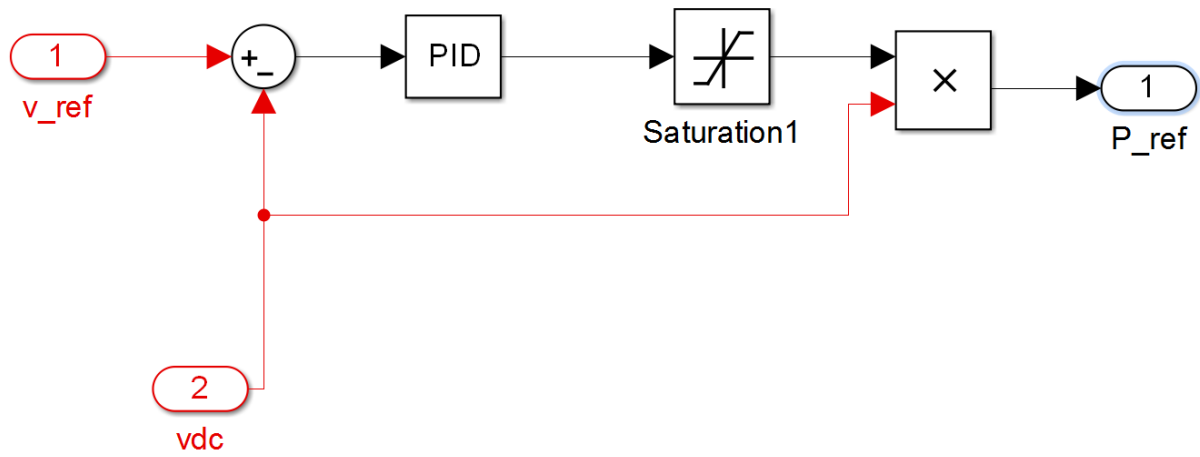 1
v_ref
+
−
PID
Saturation1
×
1
P_ref
2
vdc